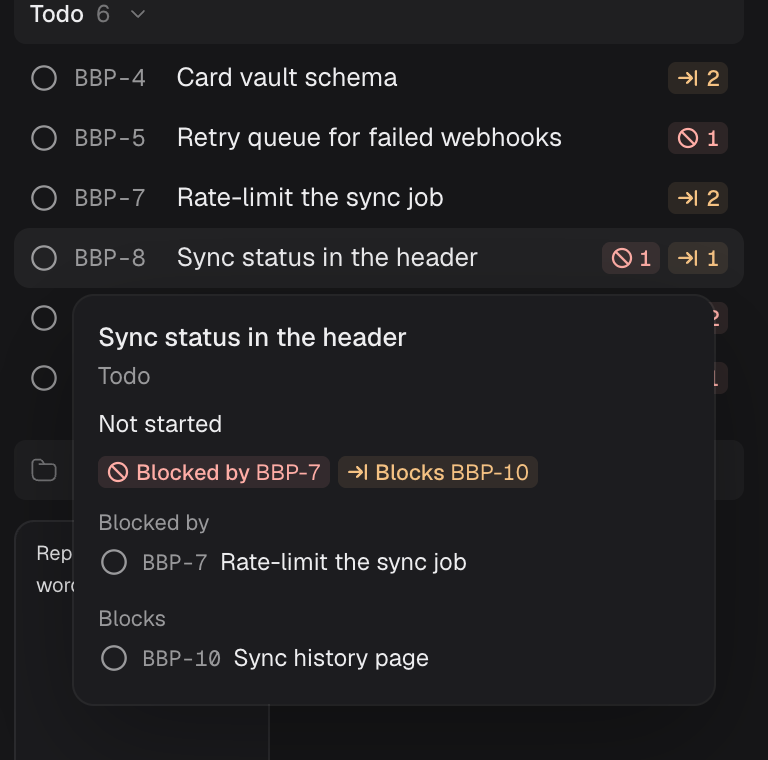 Todo 6
BBP-4 Card vault schema 2
BBP-5 Retry queue for failed webhooks 1
BBP-7 Rate-limit the sync job 2
BBP-8 Sync status in the header 1 1
2
Sync status in the header
Todo
Not started
Blocked by BBP-7 Blocks BBP-10
Blocked by
BBP-7 Rate-limit the sync job
Blocks
BBP-10 Sync history page